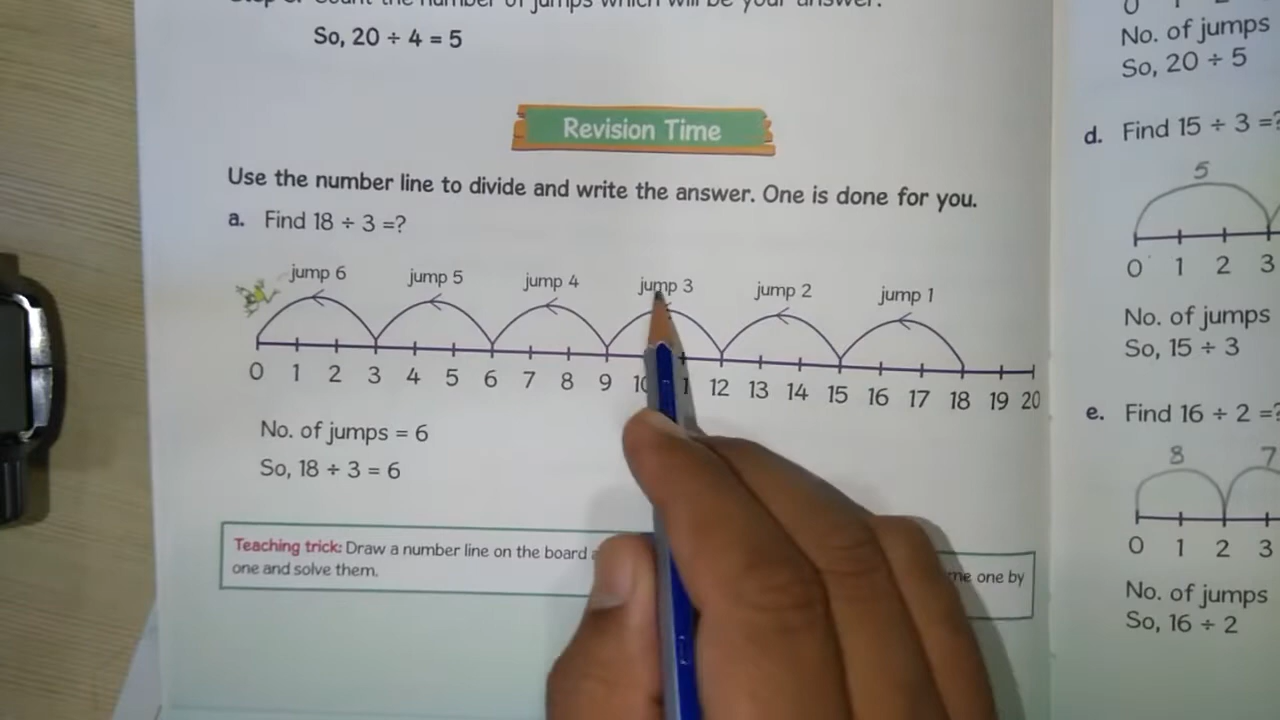 So, 20 ÷ 4 = 5
Revision Time
Use the number line to divide and write the answer. One is done for you.
a. Find 18 ÷ 3 =?
jump 6 jump 5 jump 4 jump 3 jump 2 jump 1
0 1 2 3 4 5 6 7 8 9 12 13 14 15 16 17 18 19 20
No. of jumps = 6
So, 18 ÷ 3 = 6
Teaching trick: Draw a number line on the board
one by
one and solve them.
No. of jumps
So, 20 ÷ 5
d. Find 15 ÷ 3 =?
5
0 1 2 3
No. of jumps
So, 15 ÷ 3
e. Find 16 ÷ 2 =?
8 7
0 1 2 3
No. of jumps
So, 16 ÷ 2